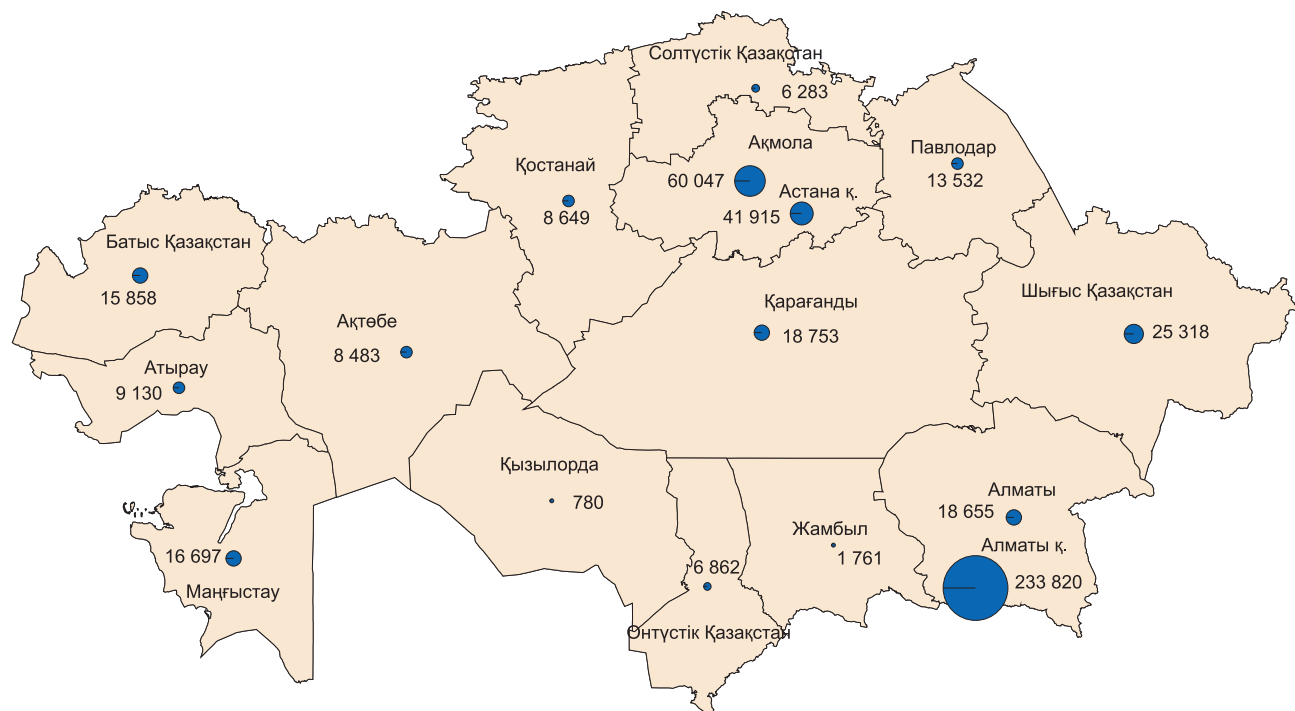 Солтүстік Қазақстан
6 283
Ақмола
60 047
Астана қ.
41 915
Павлодар
13 532
Қостанай
8 649
Батыс Қазақстан
15 858
Қарағанды
18 753
Шығыс Қазақстан
25 318
Ақтөбе
8 483
Атырау
9 130
Қызылорда
780
Алматы
18 655
Жамбыл
1 761
Алматы қ.
233 820
16 697
Маңғыстау
6 862
Оңтүстік Қазақстан